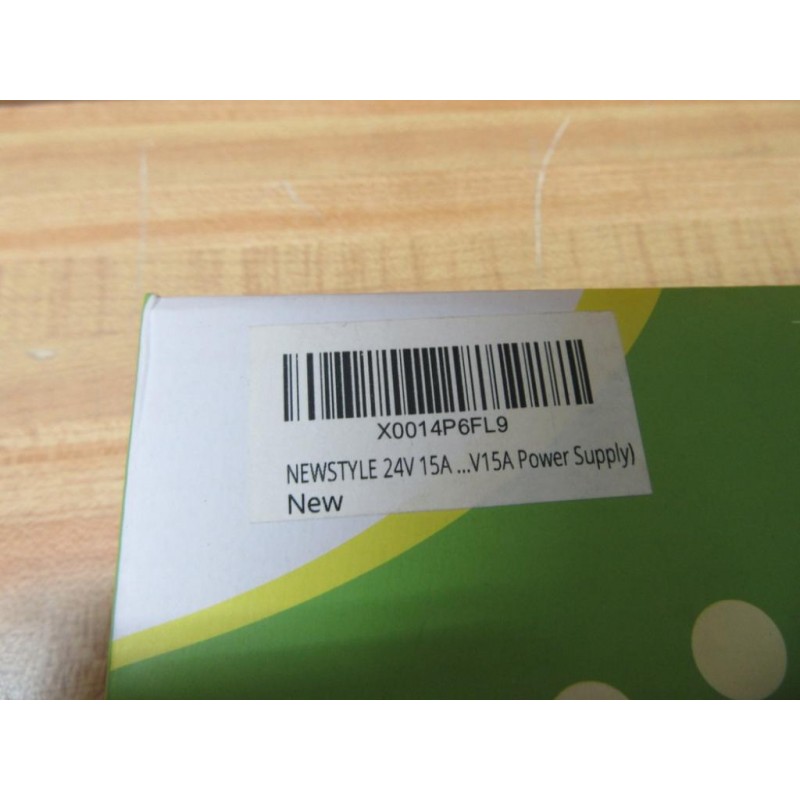 X0014P6FL9
NEWSTYLE 24V 15A ...V15A Power Supply)
New